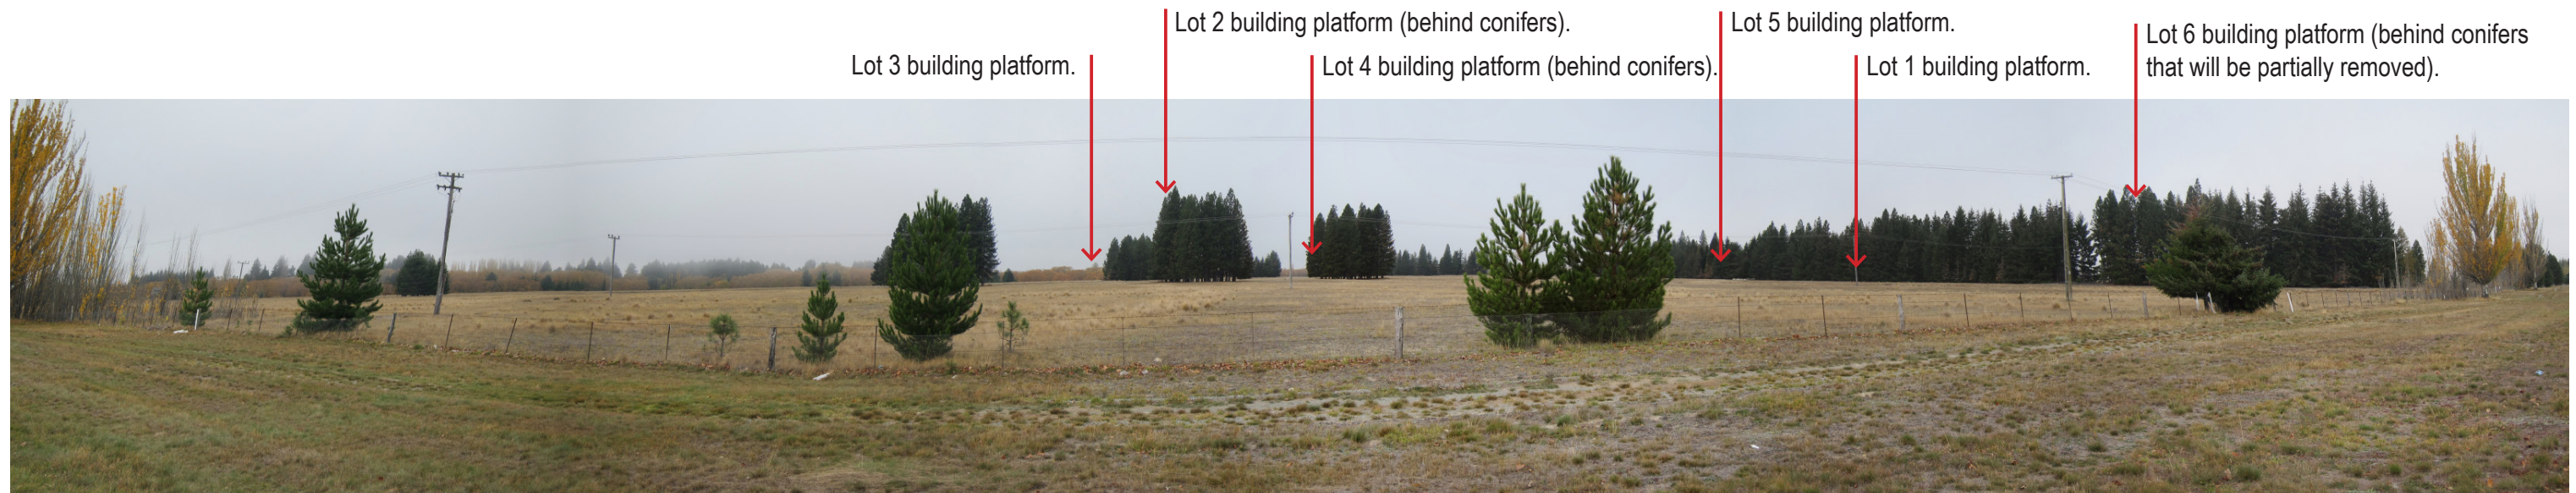 Lot 2 building platform (behind conifers).
Lot 5 building platform.
Lot 6 building platform (behind conifers
that will be partially removed).
Lot 3 building platform.
Lot 4 building platform (behind conifers).
Lot 1 building platform.